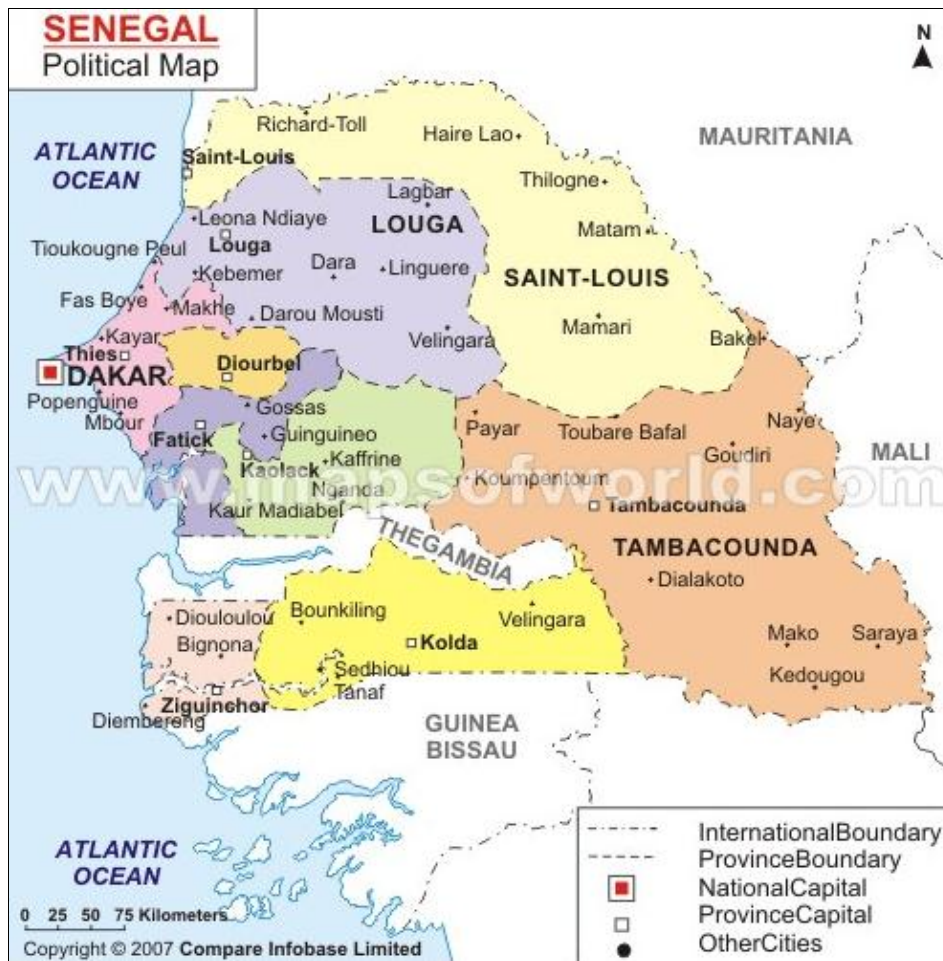 SENEGAL
Political Map
N
ATLANTIC
OCEAN
MAURITANIA
Richard-Toll
Haire Lao
Saint-Louis
Thilogne
Lagbar
Leona Ndiaye
LOUGA
Louga
Matam
Tioukougne Peul
Dara
Linguere
Kebemer
SAINT-LOUIS
Fas Boye
Makhe
Darou Mousti
Mamari
Kayar
Velingara
Bakel
Thies
Diourbel
DAKAR
Popenguine
Gossas
Mbour
Payar
Toubare Bafal
Naye
Fatick
Guinguineo
Goudiri
MALI
Kaolack
Kaffrine
Koumpentoum
www.mapsofworld.com
Nganda
Kaur Madiabel
Tambacounda
THEGAMBIA
TAMBACOUNDA
Dialakoto
Diouloulou
Bounkiling
Velingara
Bignona
Kolda
Mako
Saraya
Sedhiou
Kedougou
Tanaf
Ziguinchor
Diembereng
GUINEA
BISSAU
ATLANTIC
OCEAN
InternationalBoundary
ProvinceBoundary
NationalCapital
ProvinceCapital
OtherCities
0 25 50 75 Kilometers
Copyright © 2007 Compare Infobase Limited